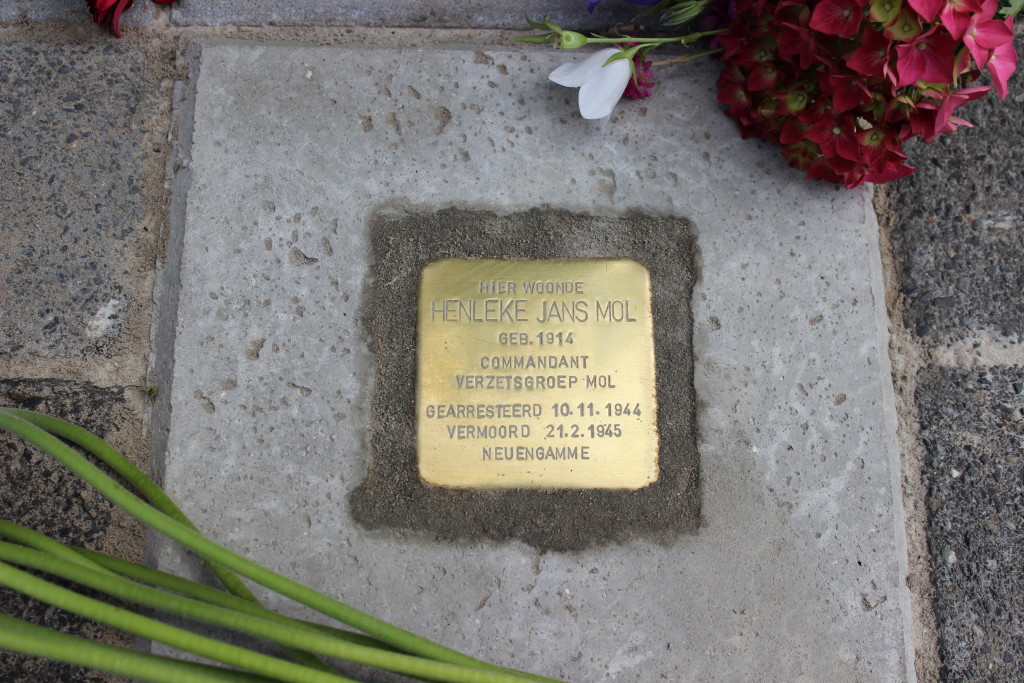 HIER WOONDE
HENLEKE JANS MOL
GEB. 1914
COMMANDANT
VERZETSGROEP MOL
GEARRESTEERD 10.11.1944
VERMOORD 21.2.1945
NEUENGAMME